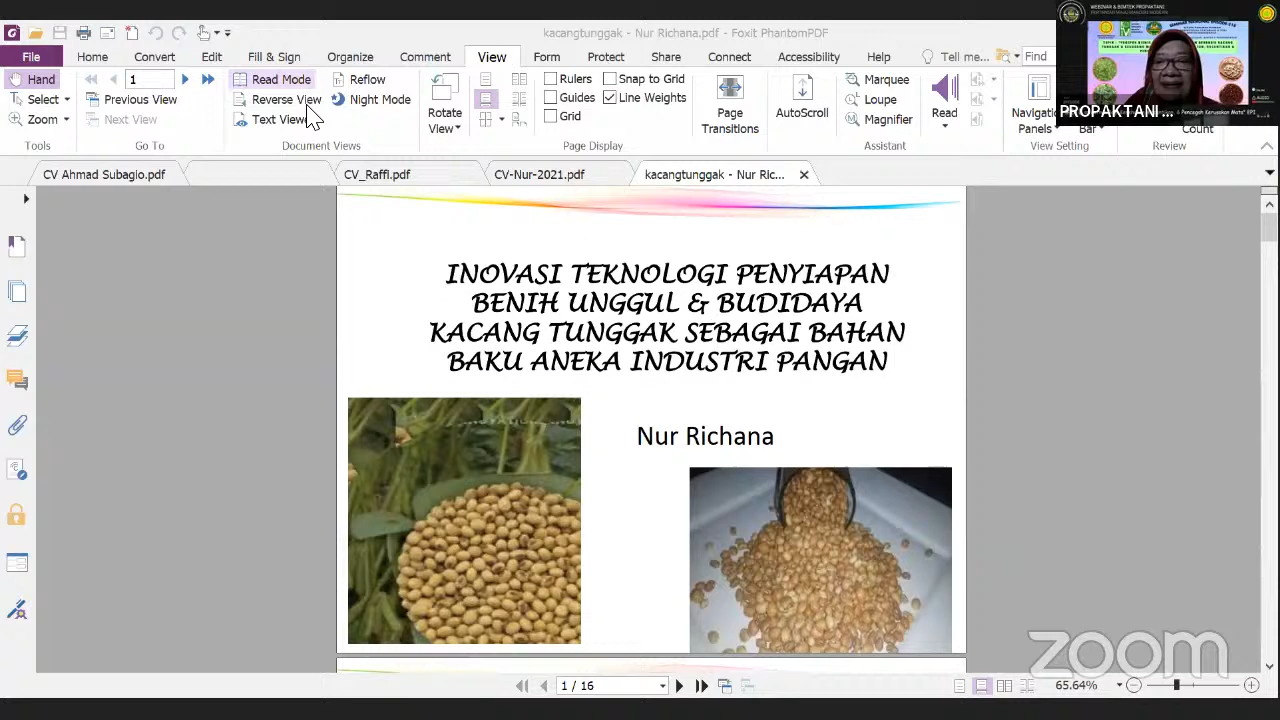 kacangtunggak - Nur Richana.pdf - Foxit PhantomPDF
File Home Convert Edit Fill & Sign Organize Comment View Form Protect Share Connect Accessibility Help Tell me... Find
Hand
Select
Zoom
Tools
1
Previous View
Next View
Go To
Read Mode
Reverse View
Text View
Reflow
Night Mode
Document Views
Rotate
View
Rulers
Guides
Grid
Snap to Grid
Line Weights
Page
Transitions
Page Display
AutoScroll
Marquee
Loupe
Magnifier
Assistant
Read
Panels
View Setting
Bar
Count
Review
WEBINAR & BIMTEK PROPAKTANI
PROPAKTANI ...
CV Ahmad Subagio.pdf
CV_Raffi.pdf
CV-Nur-2021.pdf
kacangtunggak - Nur Ric...
INOVASI TEKNOLOGI PENYIAPAN
BENIH UNGGUL & BUDIDAYA
KACANG TUNGGAK SEBAGAI BAHAN
BAKU ANEKA INDUSTRI PANGAN
Nur Richana
zoom
1 / 16
65.64%